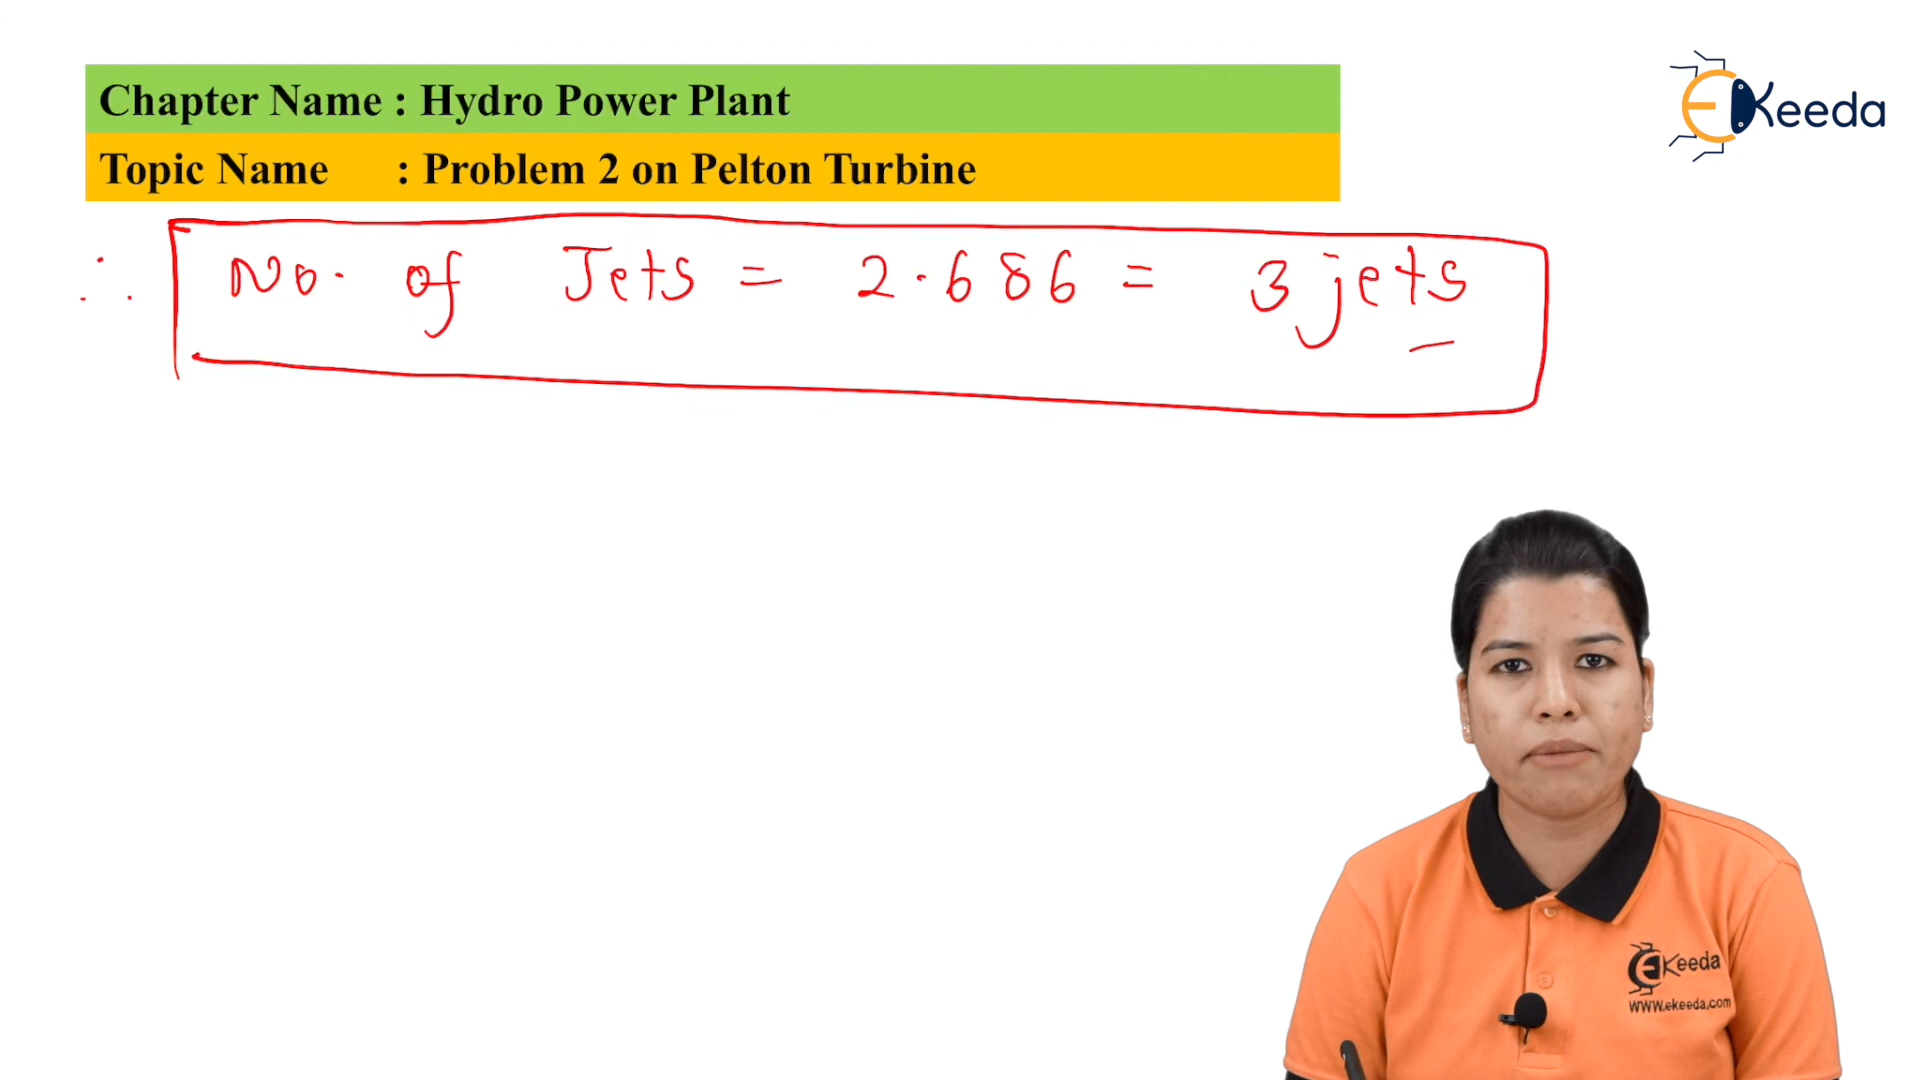 Chapter Name : Hydro Power Plant
EKeeda
Topic Name : Problem 2 on Pelton Turbine
∴ No. of Jets = 2.686 = 3 jets
EKeeda
www.ekeeda.com